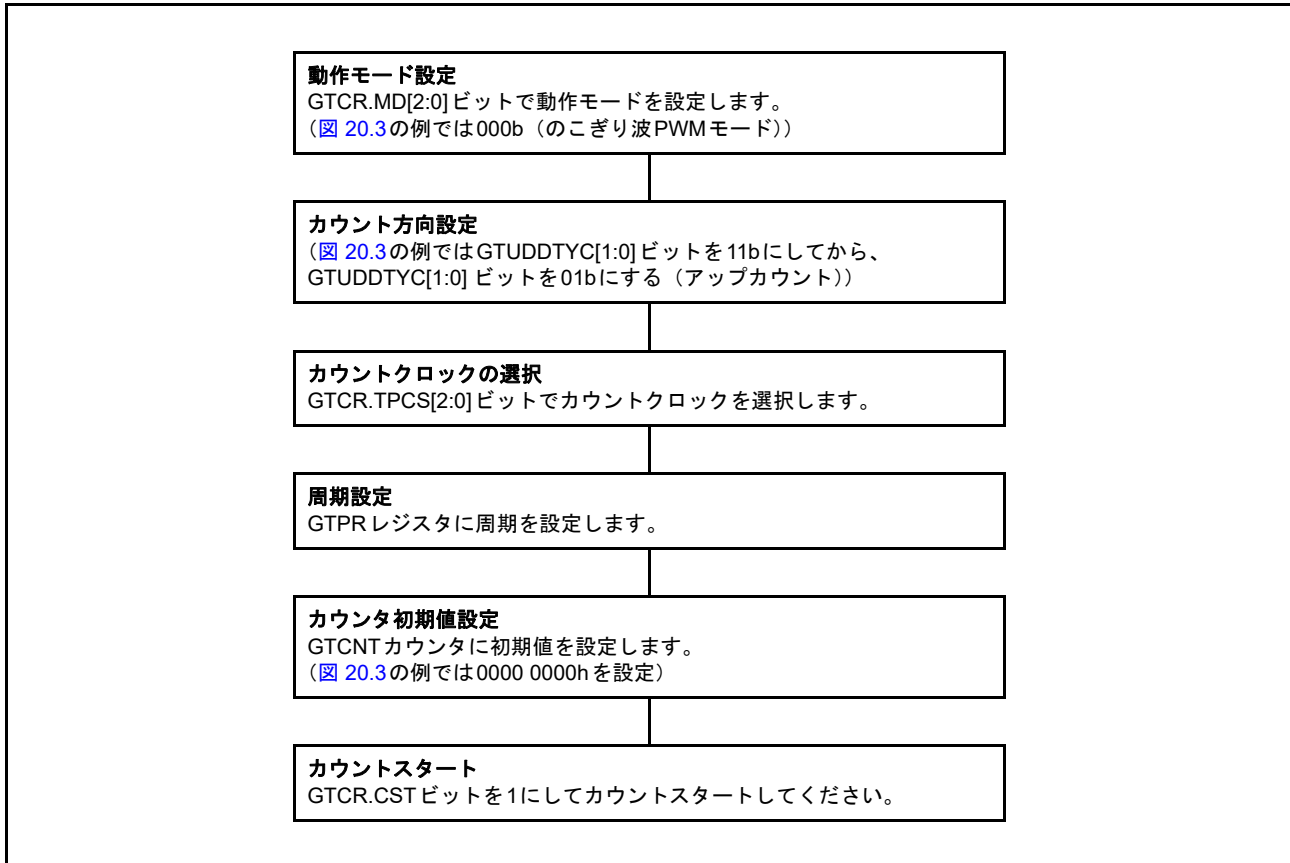 動作モード設定
GTCR.MD[2:0]ビットで動作モードを設定します。
（図 20.3の例では000b（のこぎり波PWMモード））
カウント方向設定
（図 20.3の例ではGTUDDTYC[1:0]ビットを11bにしてから、
GTUDDTYC[1:0] ビットを01bにする（アップカウント））
カウントクロックの選択
GTCR.TPCS[2:0]ビットでカウントクロックを選択します。
周期設定
GTPRレジスタに周期を設定します。
カウンタ初期値設定
GTCNTカウンタに初期値を設定します。
（図 20.3の例では0000 0000hを設定）
カウントスタート
GTCR.CSTビットを1にしてカウントスタートしてください。